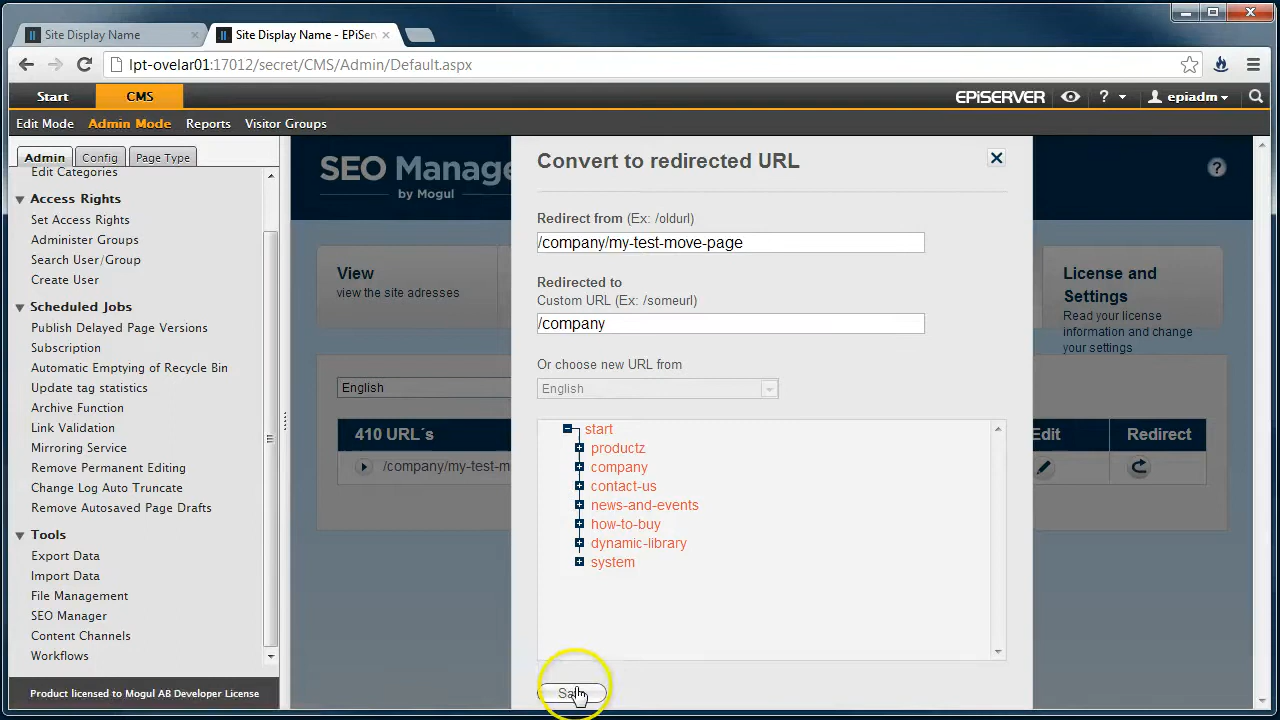 Site Display Name
Site Display Name - EPiSer
lpt-ovelar01:17012/secret/CMS/Admin/Default.aspx
Start
CMS
EPiSERVER
?
epiadm
Edit Mode
Admin Mode
Reports
Visitor Groups
Admin
Config
Page Type
Edit Categories
Access Rights
Set Access Rights
Administer Groups
Search User/Group
Create User
Scheduled Jobs
Publish Delayed Page Versions
Subscription
Automatic Emptying of Recycle Bin
Update tag statistics
Archive Function
Link Validation
Mirroring Service
Remove Permanent Editing
Change Log Auto Truncate
Remove Autosaved Page Drafts
Tools
Export Data
Import Data
File Management
SEO Manager
Content Channels
Workflows
Product licensed to Mogul AB Developer License
SEO Manage
by Mogul
?
View
view the site adresses
License and
Settings
Read your license
information and change
your settings
English
410 URL´s
Edit
Redirect
/company/my-test-m
Convert to redirected URL
Redirect from (Ex: /oldurl)
/company/my-test-move-page
Redirected to
Custom URL (Ex: /someurl)
/company
Or choose new URL from
English
start
productz
company
contact-us
news-and-events
how-to-buy
dynamic-library
system